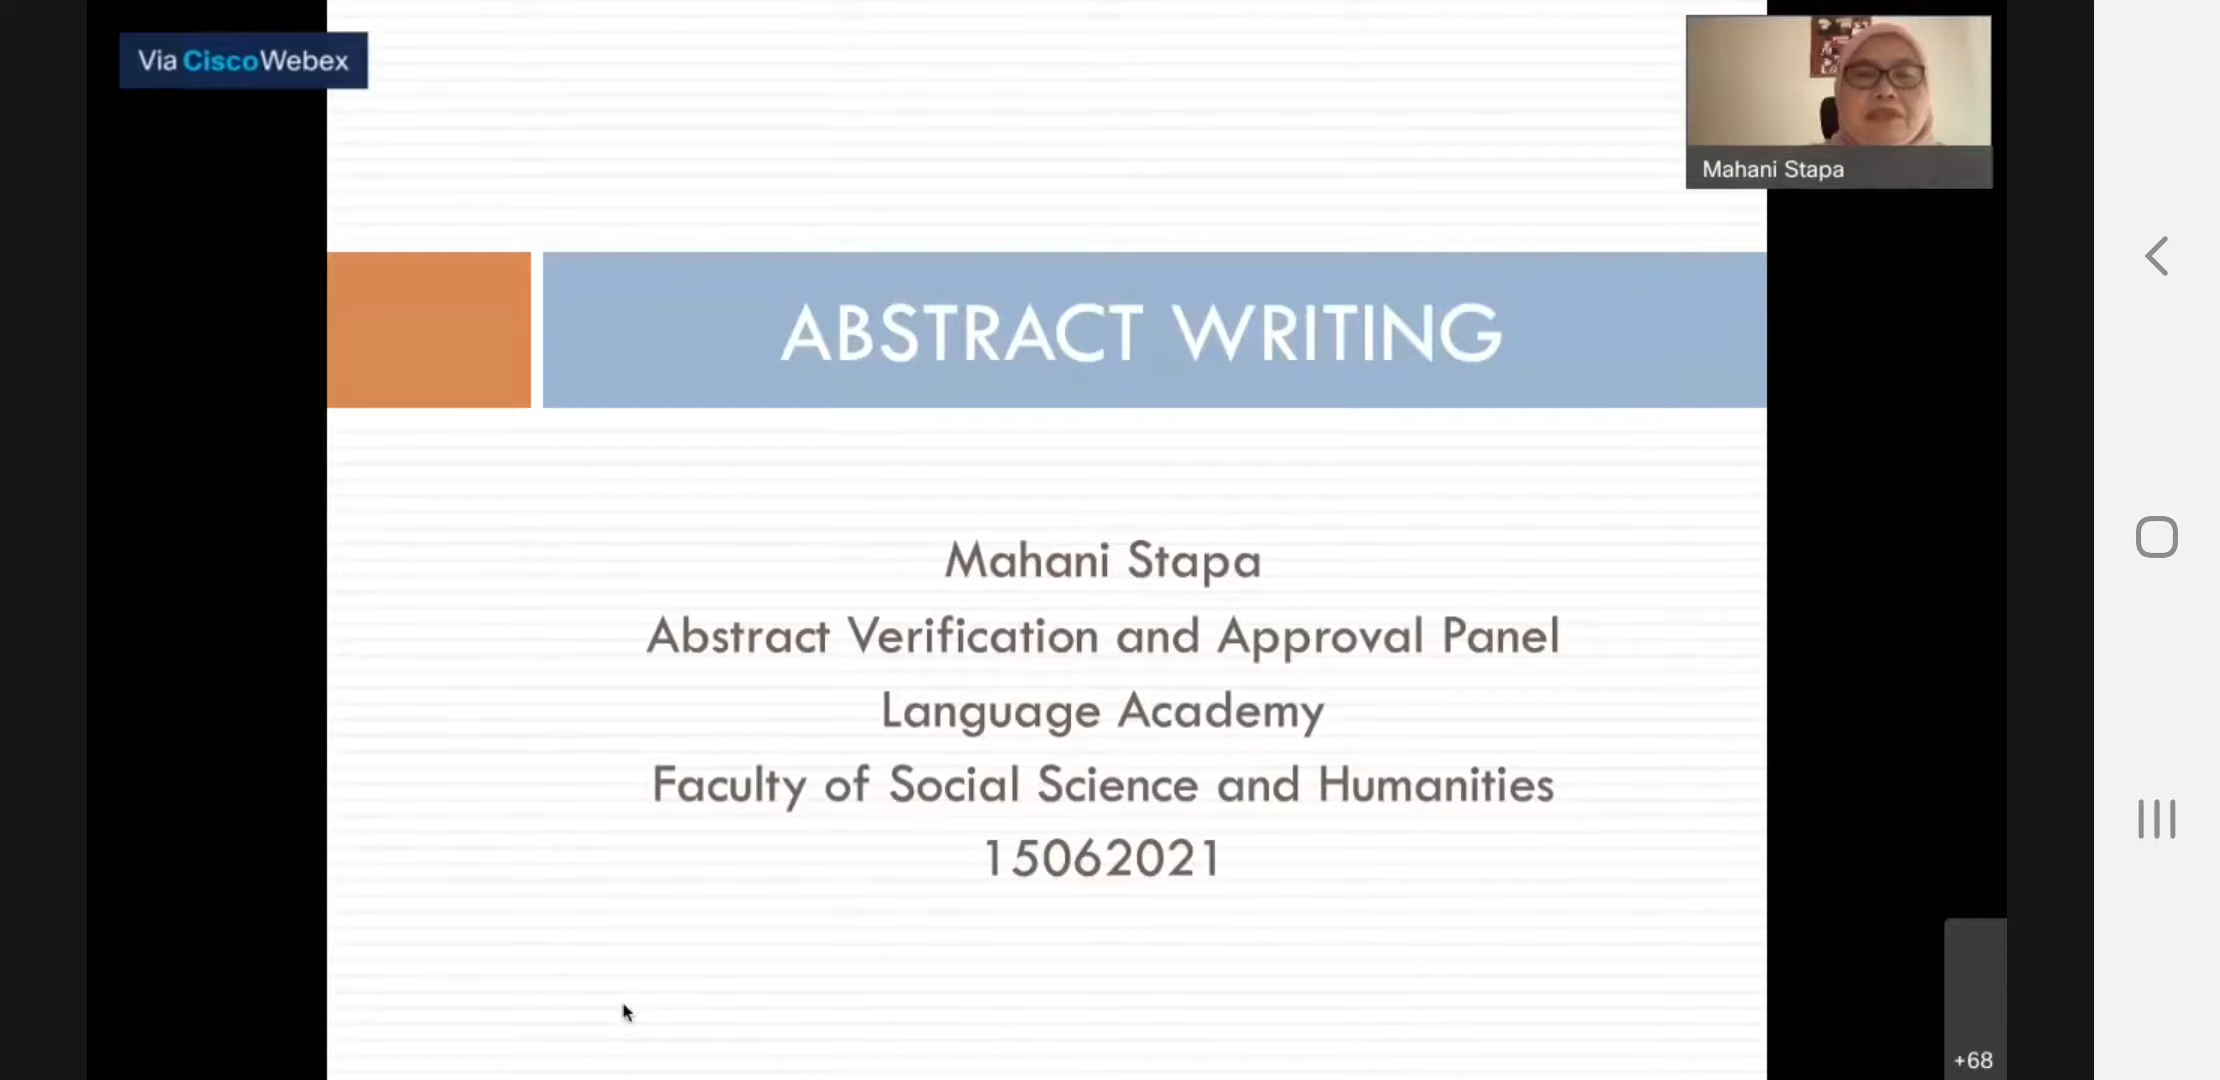 Via CiscoWebex
Mahani Stapa
ABSTRACT WRITING
Mahani Stapa
Abstract Verification and Approval Panel
Language Academy
Faculty of Social Science and Humanities
15062021
+68